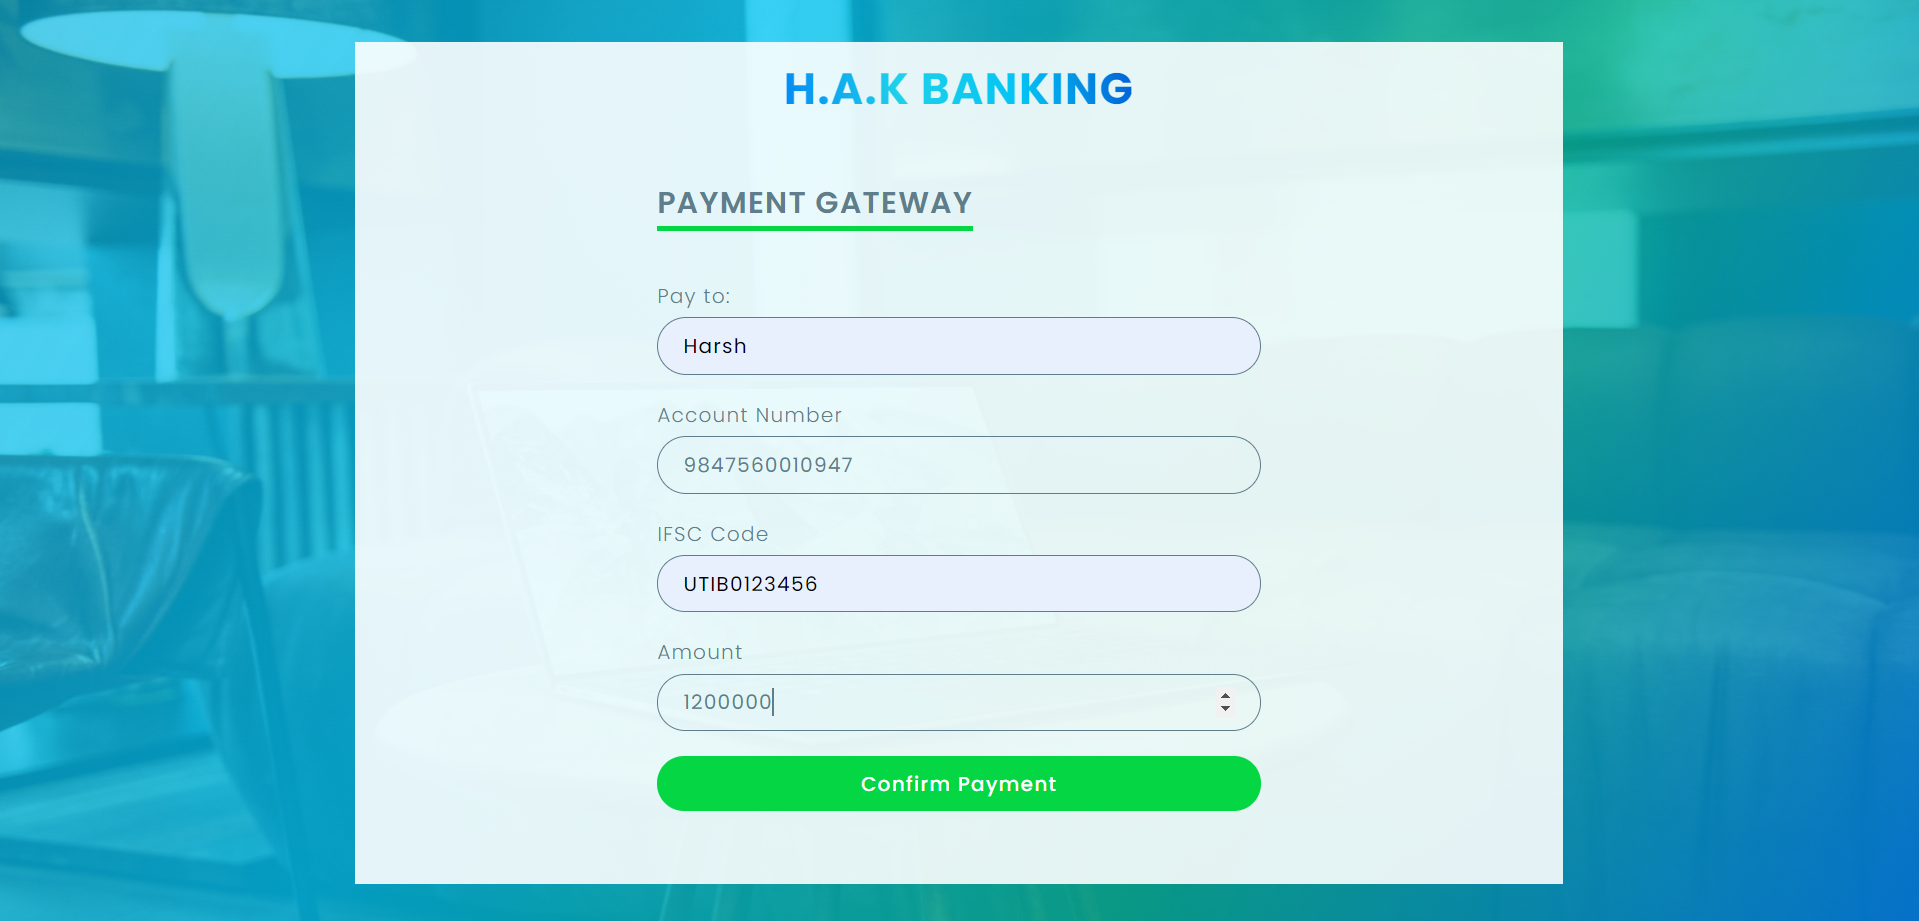 H.A.K BANKING
PAYMENT GATEWAY
Pay to:
Harsh
Account Number
9847560010947
IFSC Code
UTIB0123456
Amount
1200000
Confirm Payment